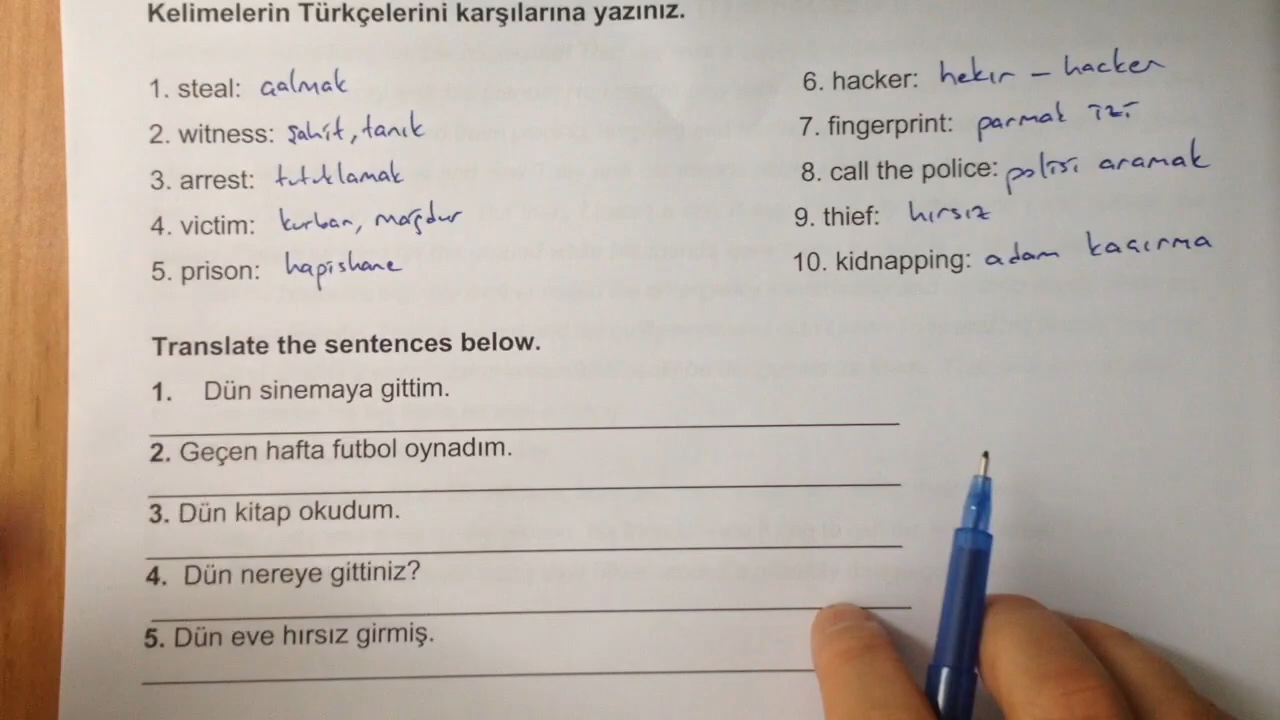 Kelimelerin Türkçelerini karşılarına yazınız.
1. steal: çalmak
2. witness: şahit, tanık
3. arrest: tutuklamak
4. victim: kurban, mağdur
5. prison: hapishane
6. hacker: hekır – hacker
7. fingerprint: parmak izi
8. call the police: polisi aramak
9. thief: hırsız
10. kidnapping: adam kaçırma
Translate the sentences below.
1. Dün sinemaya gittim.
2. Geçen hafta futbol oynadım.
3. Dün kitap okudum.
4. Dün nereye gittiniz?
5. Dün eve hırsız girmiş.